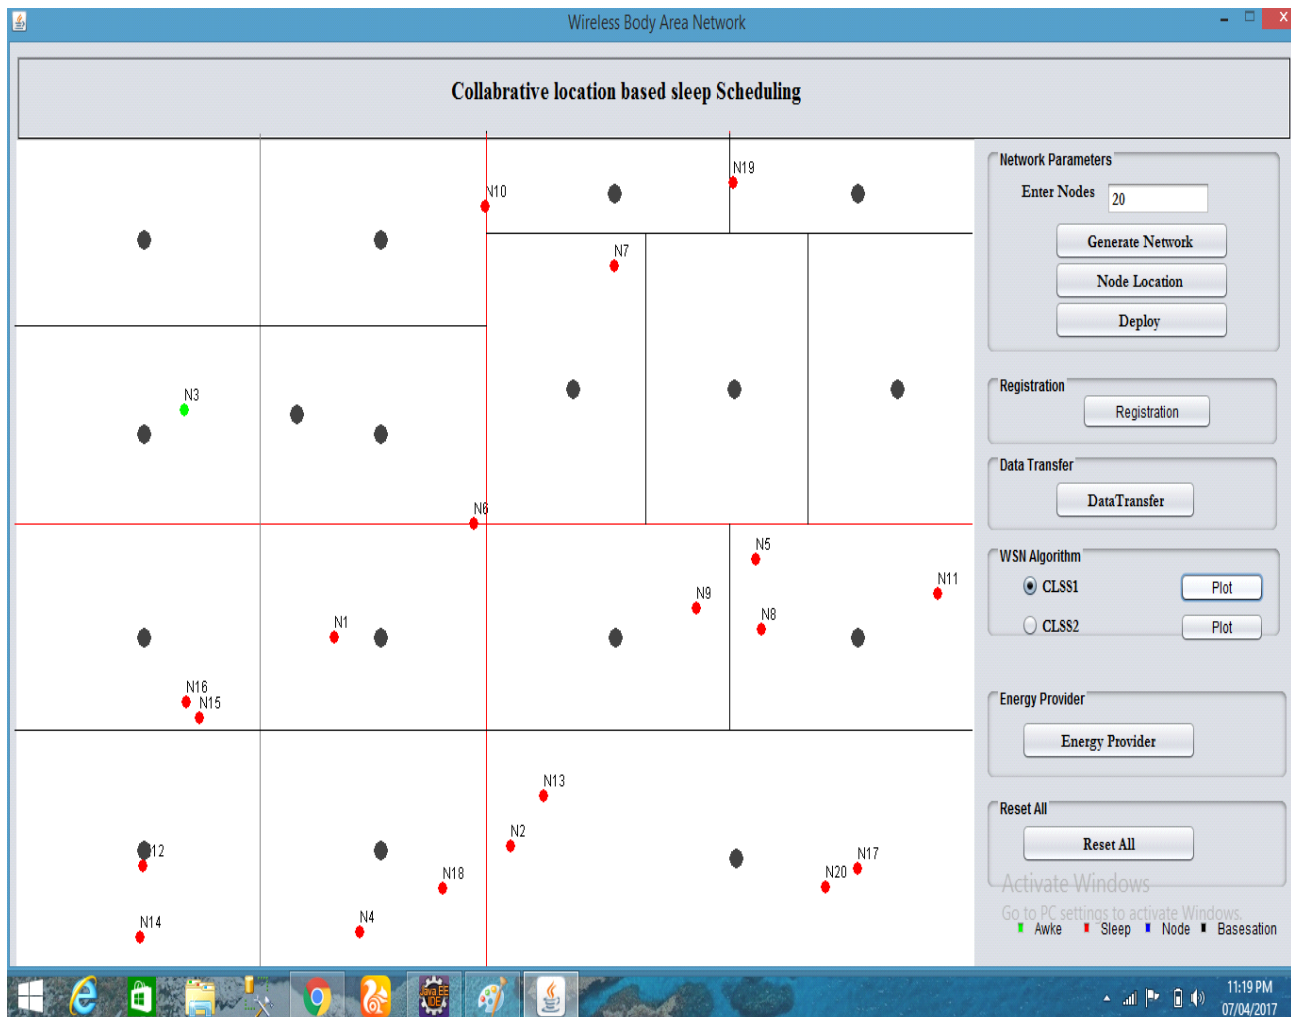 Wireless Body Area Network
Collabrative location based sleep Scheduling
N19
N10
N7
N3
N6
N5
N11
N9
N8
N1
N16
N15
N13
N2
N12
N17
N18
N20
N4
N14
Network Parameters
Enter Nodes 20
Generate Network
Node Location
Deploy
Registration
Registration
Data Transfer
DataTransfer
WSN Algorithm
CLSS1 Plot
CLSS2 Plot
Energy Provider
Energy Provider
Reset All
Reset All
Activate Windows
Go to PC settings to activate Windows.
Awke Sleep Node Basesation
Java EE
IDE
11:19 PM
07/04/2017